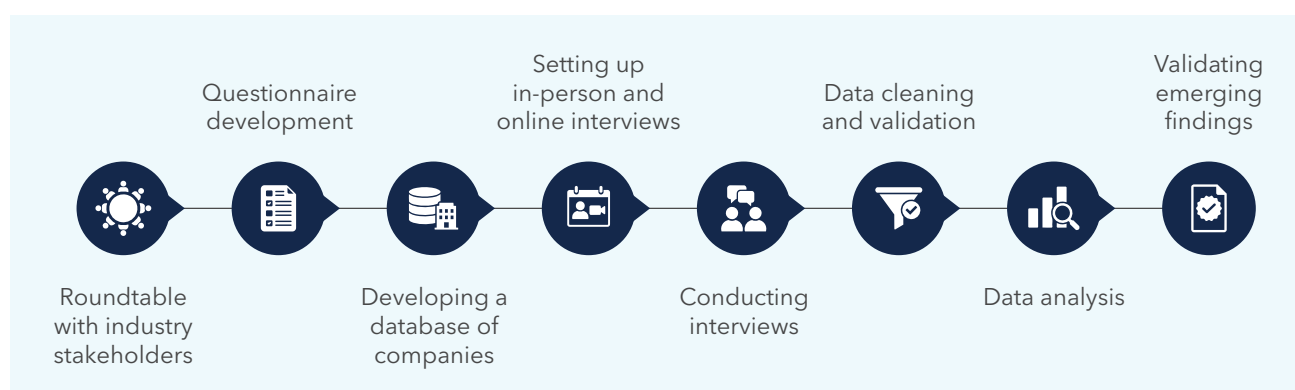 Roundtable
with industry
stakeholders
Questionnaire
development
Developing a
database of
companies
Setting up
in-person and
online interviews
Conducting
interviews
Data cleaning
and validation
Data analysis
Validating
emerging
findings